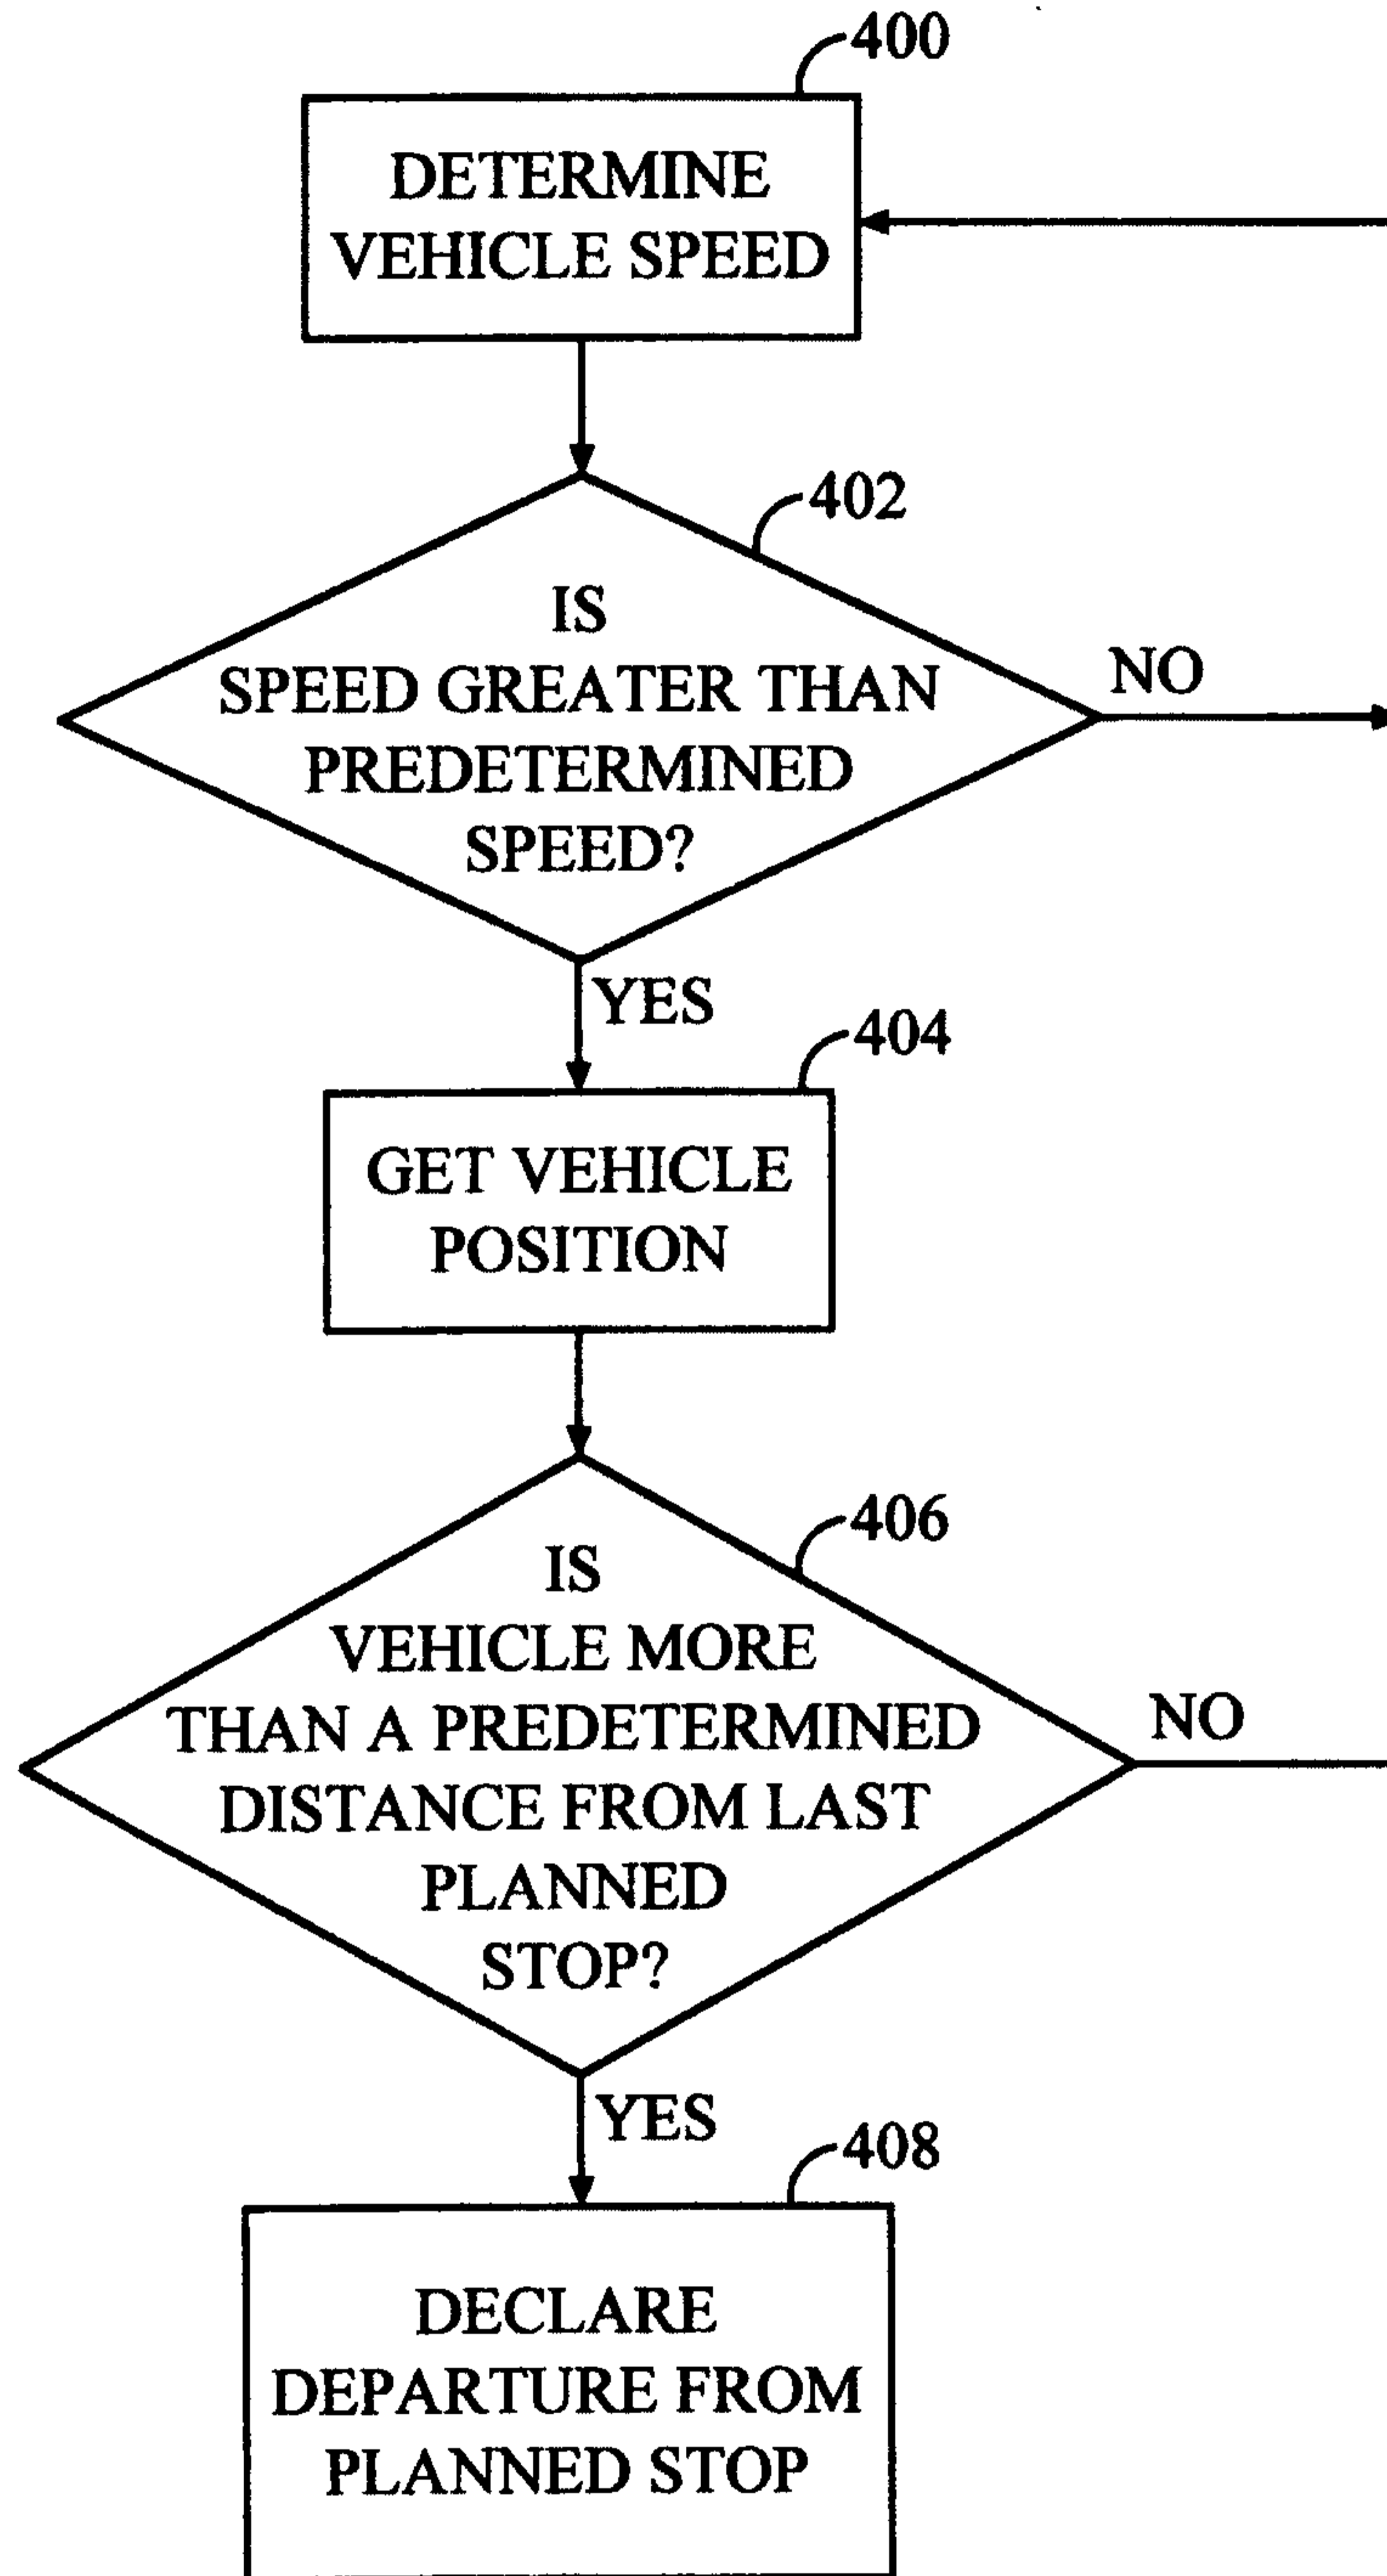 400
DETERMINE
VEHICLE SPEED
402
IS
SPEED GREATER THAN
PREDETERMINED
SPEED?
NO
YES
404
GET VEHICLE
POSITION
406
IS
VEHICLE MORE
THAN A PREDETERMINED
DISTANCE FROM LAST
PLANNED
STOP?
NO
YES
408
DECLARE
DEPARTURE FROM
PLANNED STOP